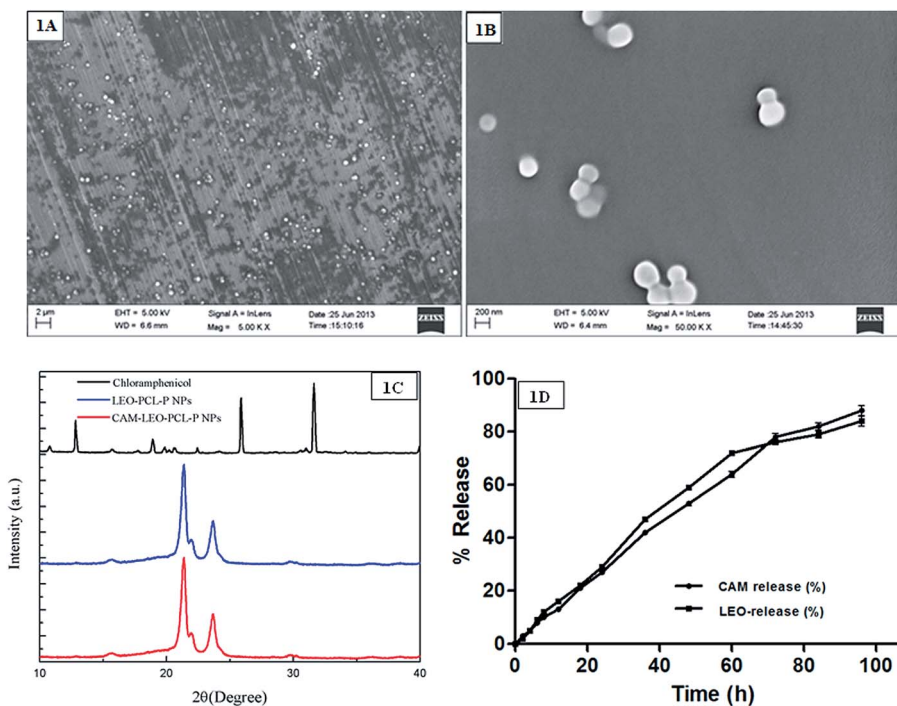 1A
2 µm
EHT = 5.00 kV
WD = 6.6 mm
Signal A = InLens
Mag = 5.00 K X
Date :25 Jun 2013
Time :15:10:16
ZEISS
1B
200 nm
EHT = 5.00 kV
WD = 6.4 mm
Signal A = InLens
Mag = 50.00 K X
Date :25 Jun 2013
Time :14:45:30
ZEISS
1C
Chloramphenicol
LEO-PCL-P NPs
CAM-LEO-PCL-P NPs
Intensity (a.u.)
10 20 30 40
2θ(Degree)
1D
% Release
100
80
60
40
20
0
CAM release (%)
LEO-release (%)
0 20 40 60 80 100
Time (h)